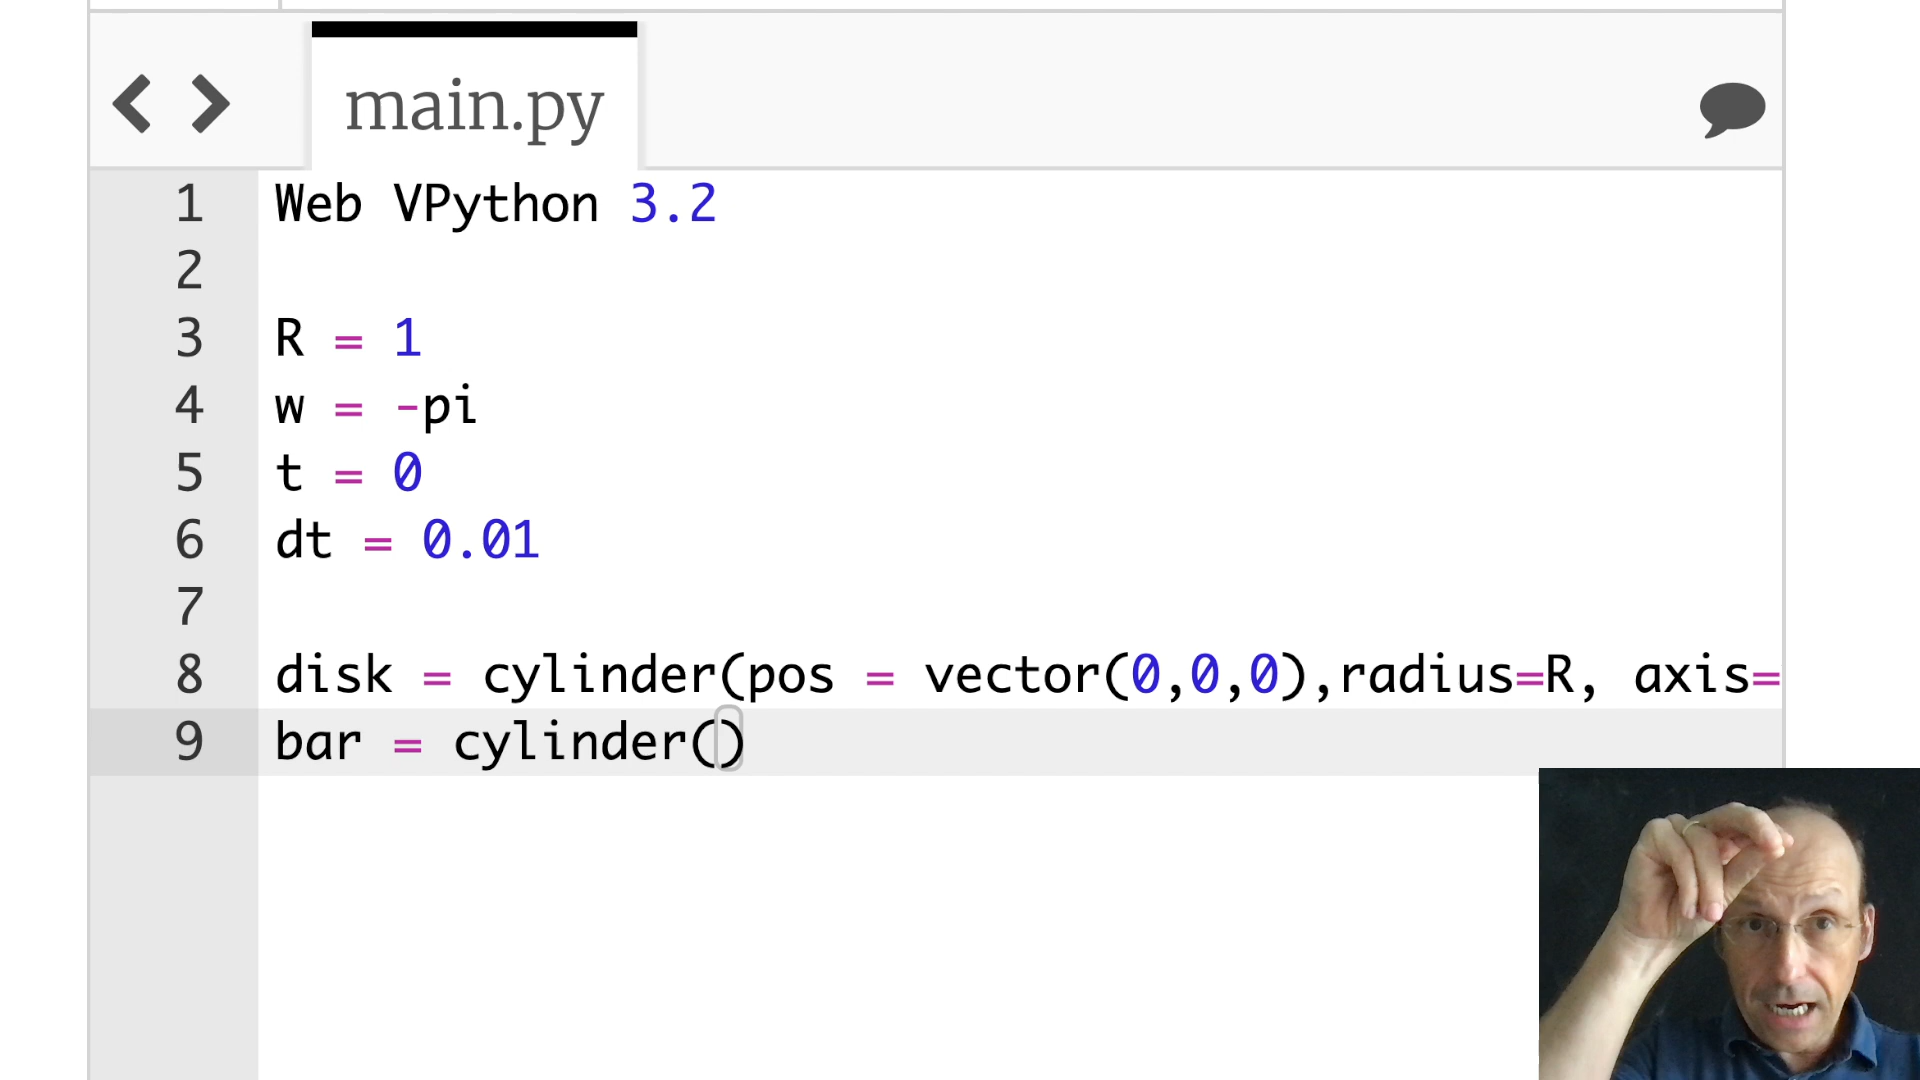 main.py
1 Web VPython 3.2
2
3 R = 1
4 w = -pi
5 t = 0
6 dt = 0.01
7
8 disk = cylinder(pos = vector(0,0,0),radius=R, axis=
9 bar = cylinder()